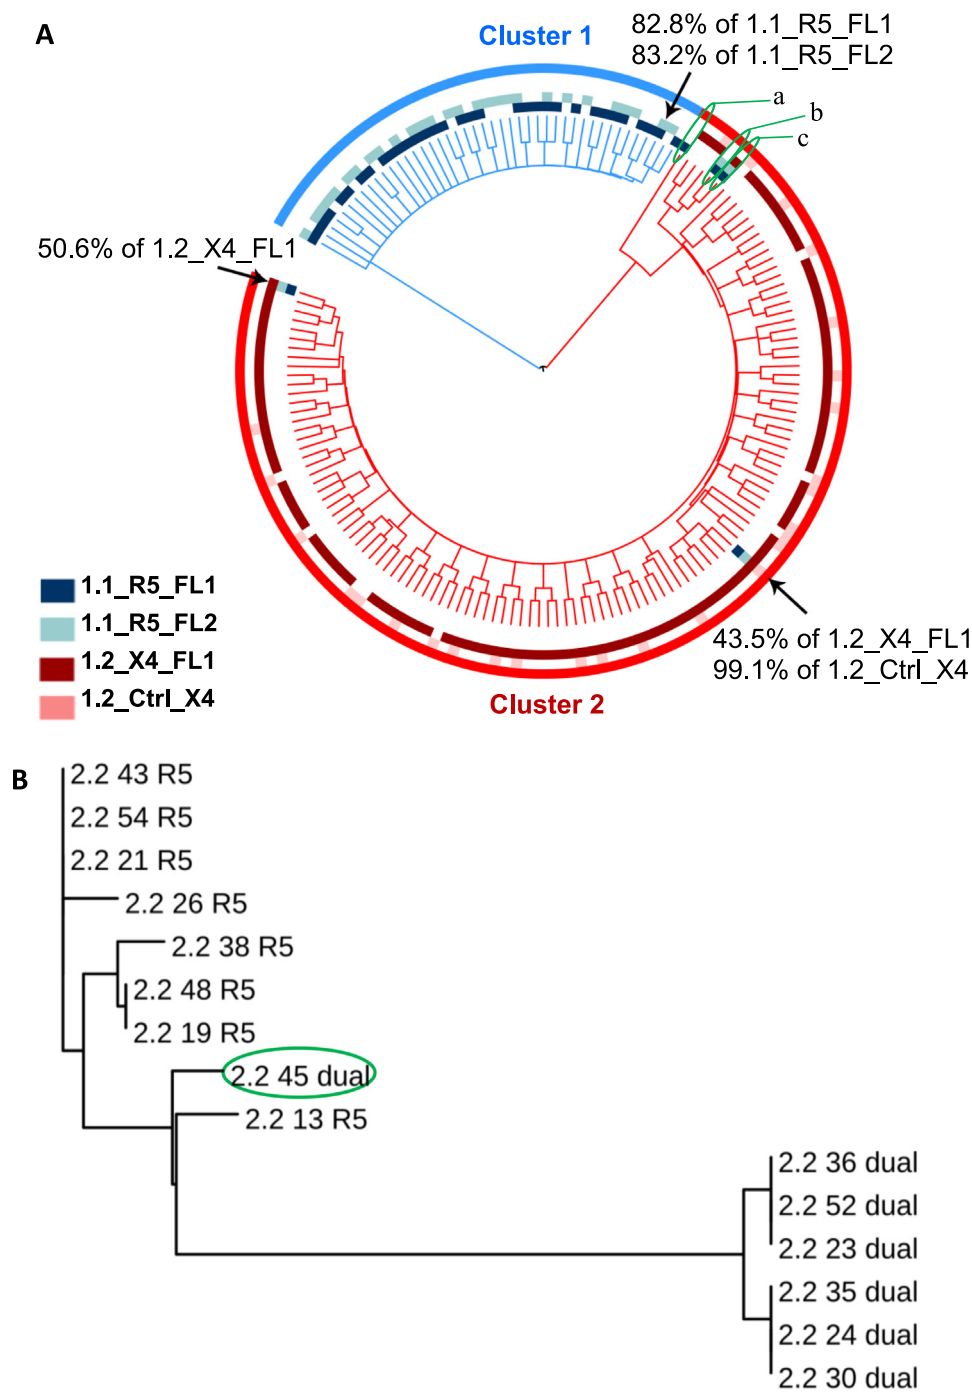 A
Cluster 1
82.8% of 1.1_R5_FL1
83.2% of 1.1_R5_FL2
a
b
c
50.6% of 1.2_X4_FL1
1.1_R5_FL1
1.1_R5_FL2
1.2_X4_FL1
1.2_Ctrl_X4
43.5% of 1.2_X4_FL1
99.1% of 1.2_Ctrl_X4
Cluster 2
B
2.2 43 R5
2.2 54 R5
2.2 21 R5
2.2 26 R5
2.2 38 R5
2.2 48 R5
2.2 19 R5
2.2 45 dual
2.2 13 R5
2.2 36 dual
2.2 52 dual
2.2 23 dual
2.2 35 dual
2.2 24 dual
2.2 30 dual